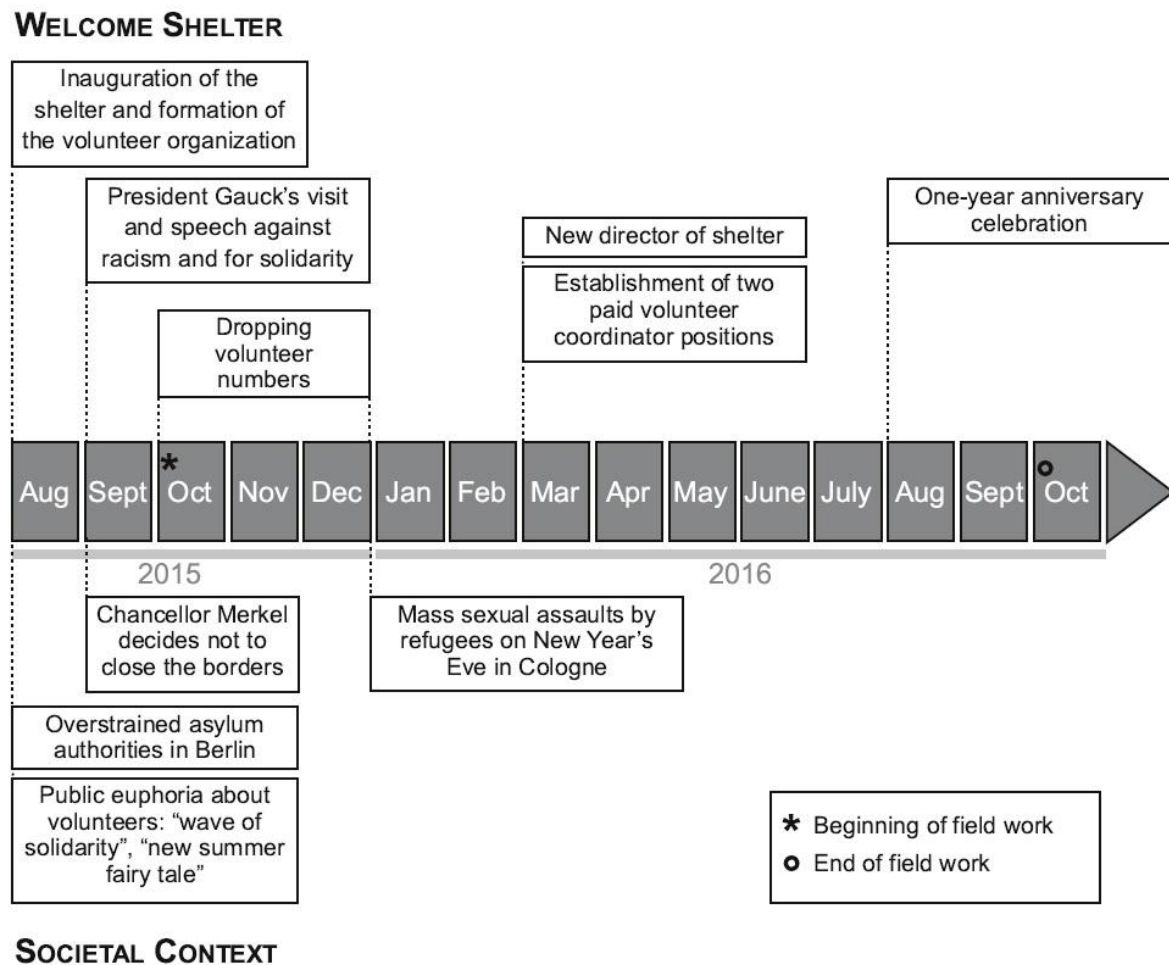 WELCOME SHELTER
Inauguration of the
shelter and formation of
the volunteer organization
President Gauck’s visit
and speech against
racism and for solidarity
One-year anniversary
celebration
New director of shelter
Establishment of two
paid volunteer
coordinator positions
Dropping
volunteer
numbers
*
Aug Sept Oct Nov Dec Jan Feb Mar Apr May June July Aug Sept Oct
2015 2016
Chancellor Merkel
decides not to
close the borders
Mass sexual assaults by
refugees on New Year’s
Eve in Cologne
Overstrained asylum
authorities in Berlin
Public euphoria about
volunteers: “wave of
solidarity”, “new summer
fairy tale”
* Beginning of field work
End of field work
SOCIETAL CONTEXT